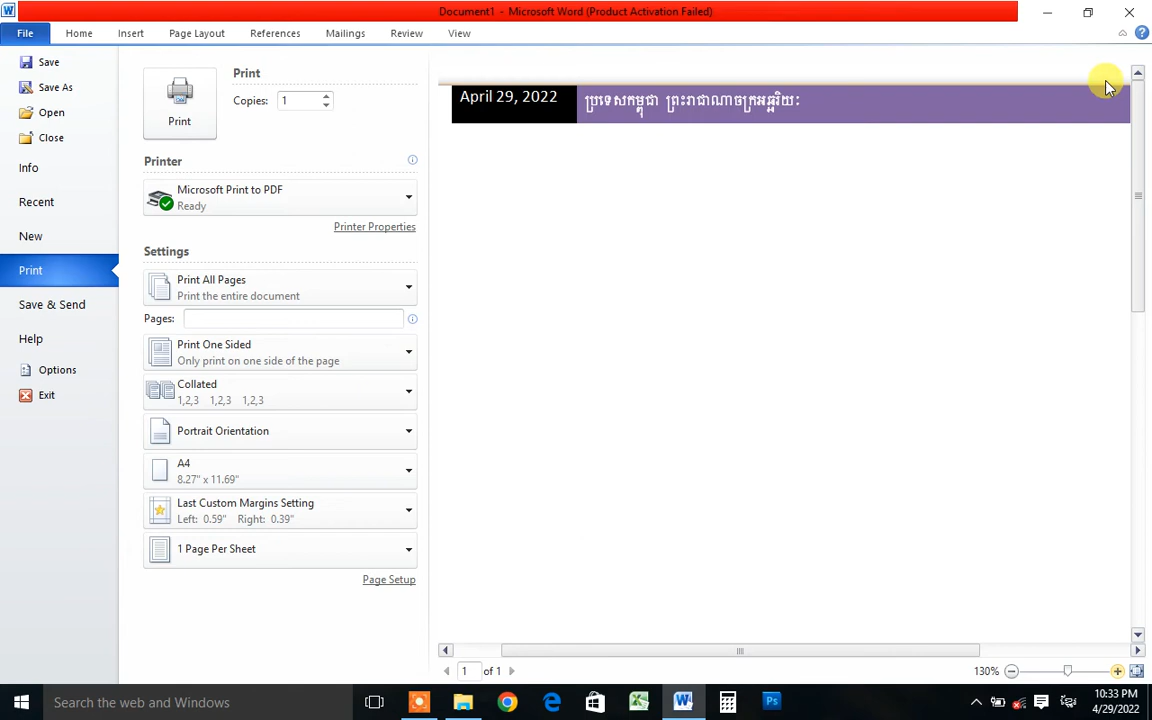 Document1 - Microsoft Word (Product Activation Failed)
File Home Insert Page Layout References Mailings Review View
Save
Save As
Open
Close
Info
Recent
New
Print
Save & Send
Help
Options
Exit
Print
Print
Copies: 1
Printer
Microsoft Print to PDF
Ready
Printer Properties
Settings
Print All Pages
Print the entire document
Pages:
Print One Sided
Only print on one side of the page
Collated
1,2,3 1,2,3 1,2,3
Portrait Orientation
A4
8.27" x 11.69"
Last Custom Margins Setting
Left: 0.59" Right: 0.39"
1 Page Per Sheet
Page Setup
April 29, 2022 ប្រទេសកម្ពុជា ព្រះរាជាណាចក្រអច្ឆរិយៈ
1 of 1
130%
Search the web and Windows
10:33 PM
4/29/2022